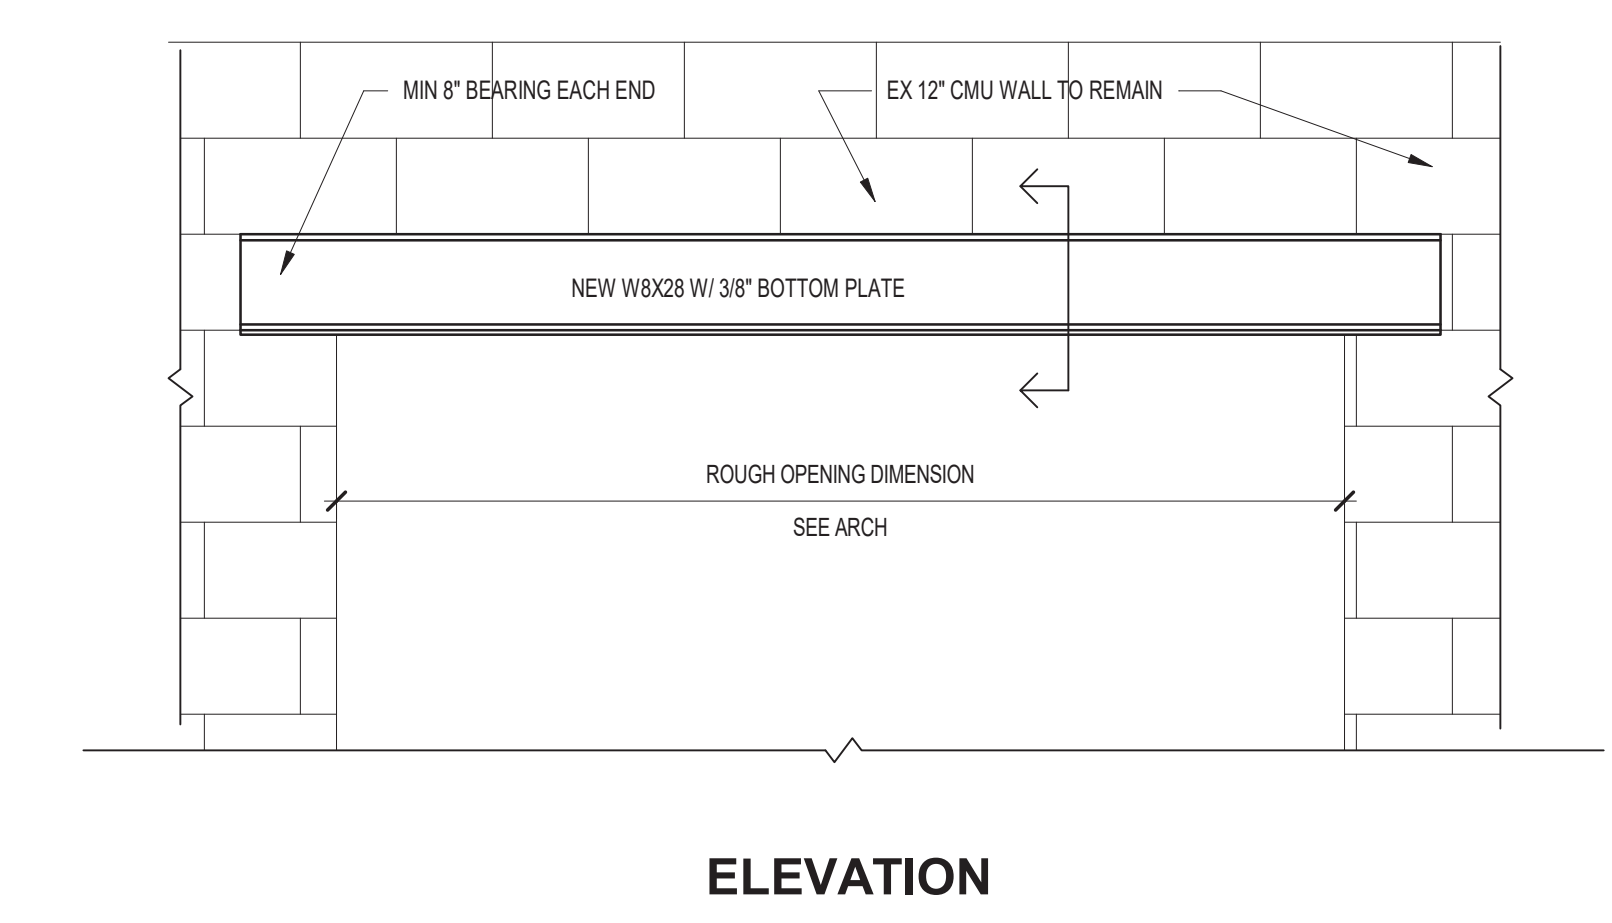 MIN 8" BEARING EACH END
EX 12" CMU WALL TO REMAIN
NEW W8X28 W/ 3/8" BOTTOM PLATE
ROUGH OPENING DIMENSION
SEE ARCH
ELEVATION